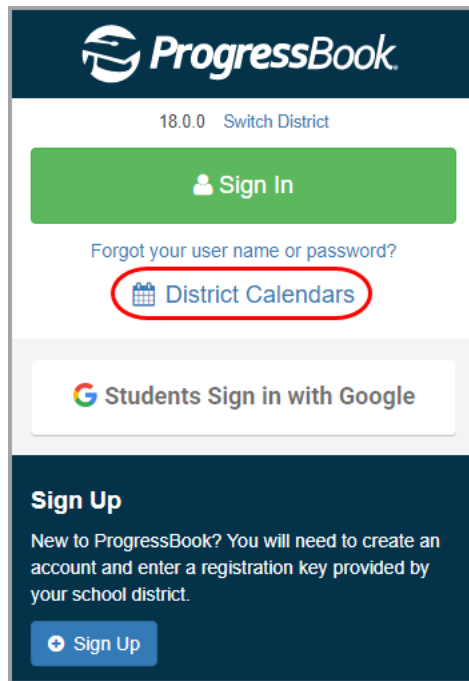 ProgressBook.
18.0.0 Switch District
Sign In
Forgot your user name or password?
District Calendars
Students Sign in with Google
Sign Up
New to ProgressBook? You will need to create an
account and enter a registration key provided by
your school district.
Sign Up